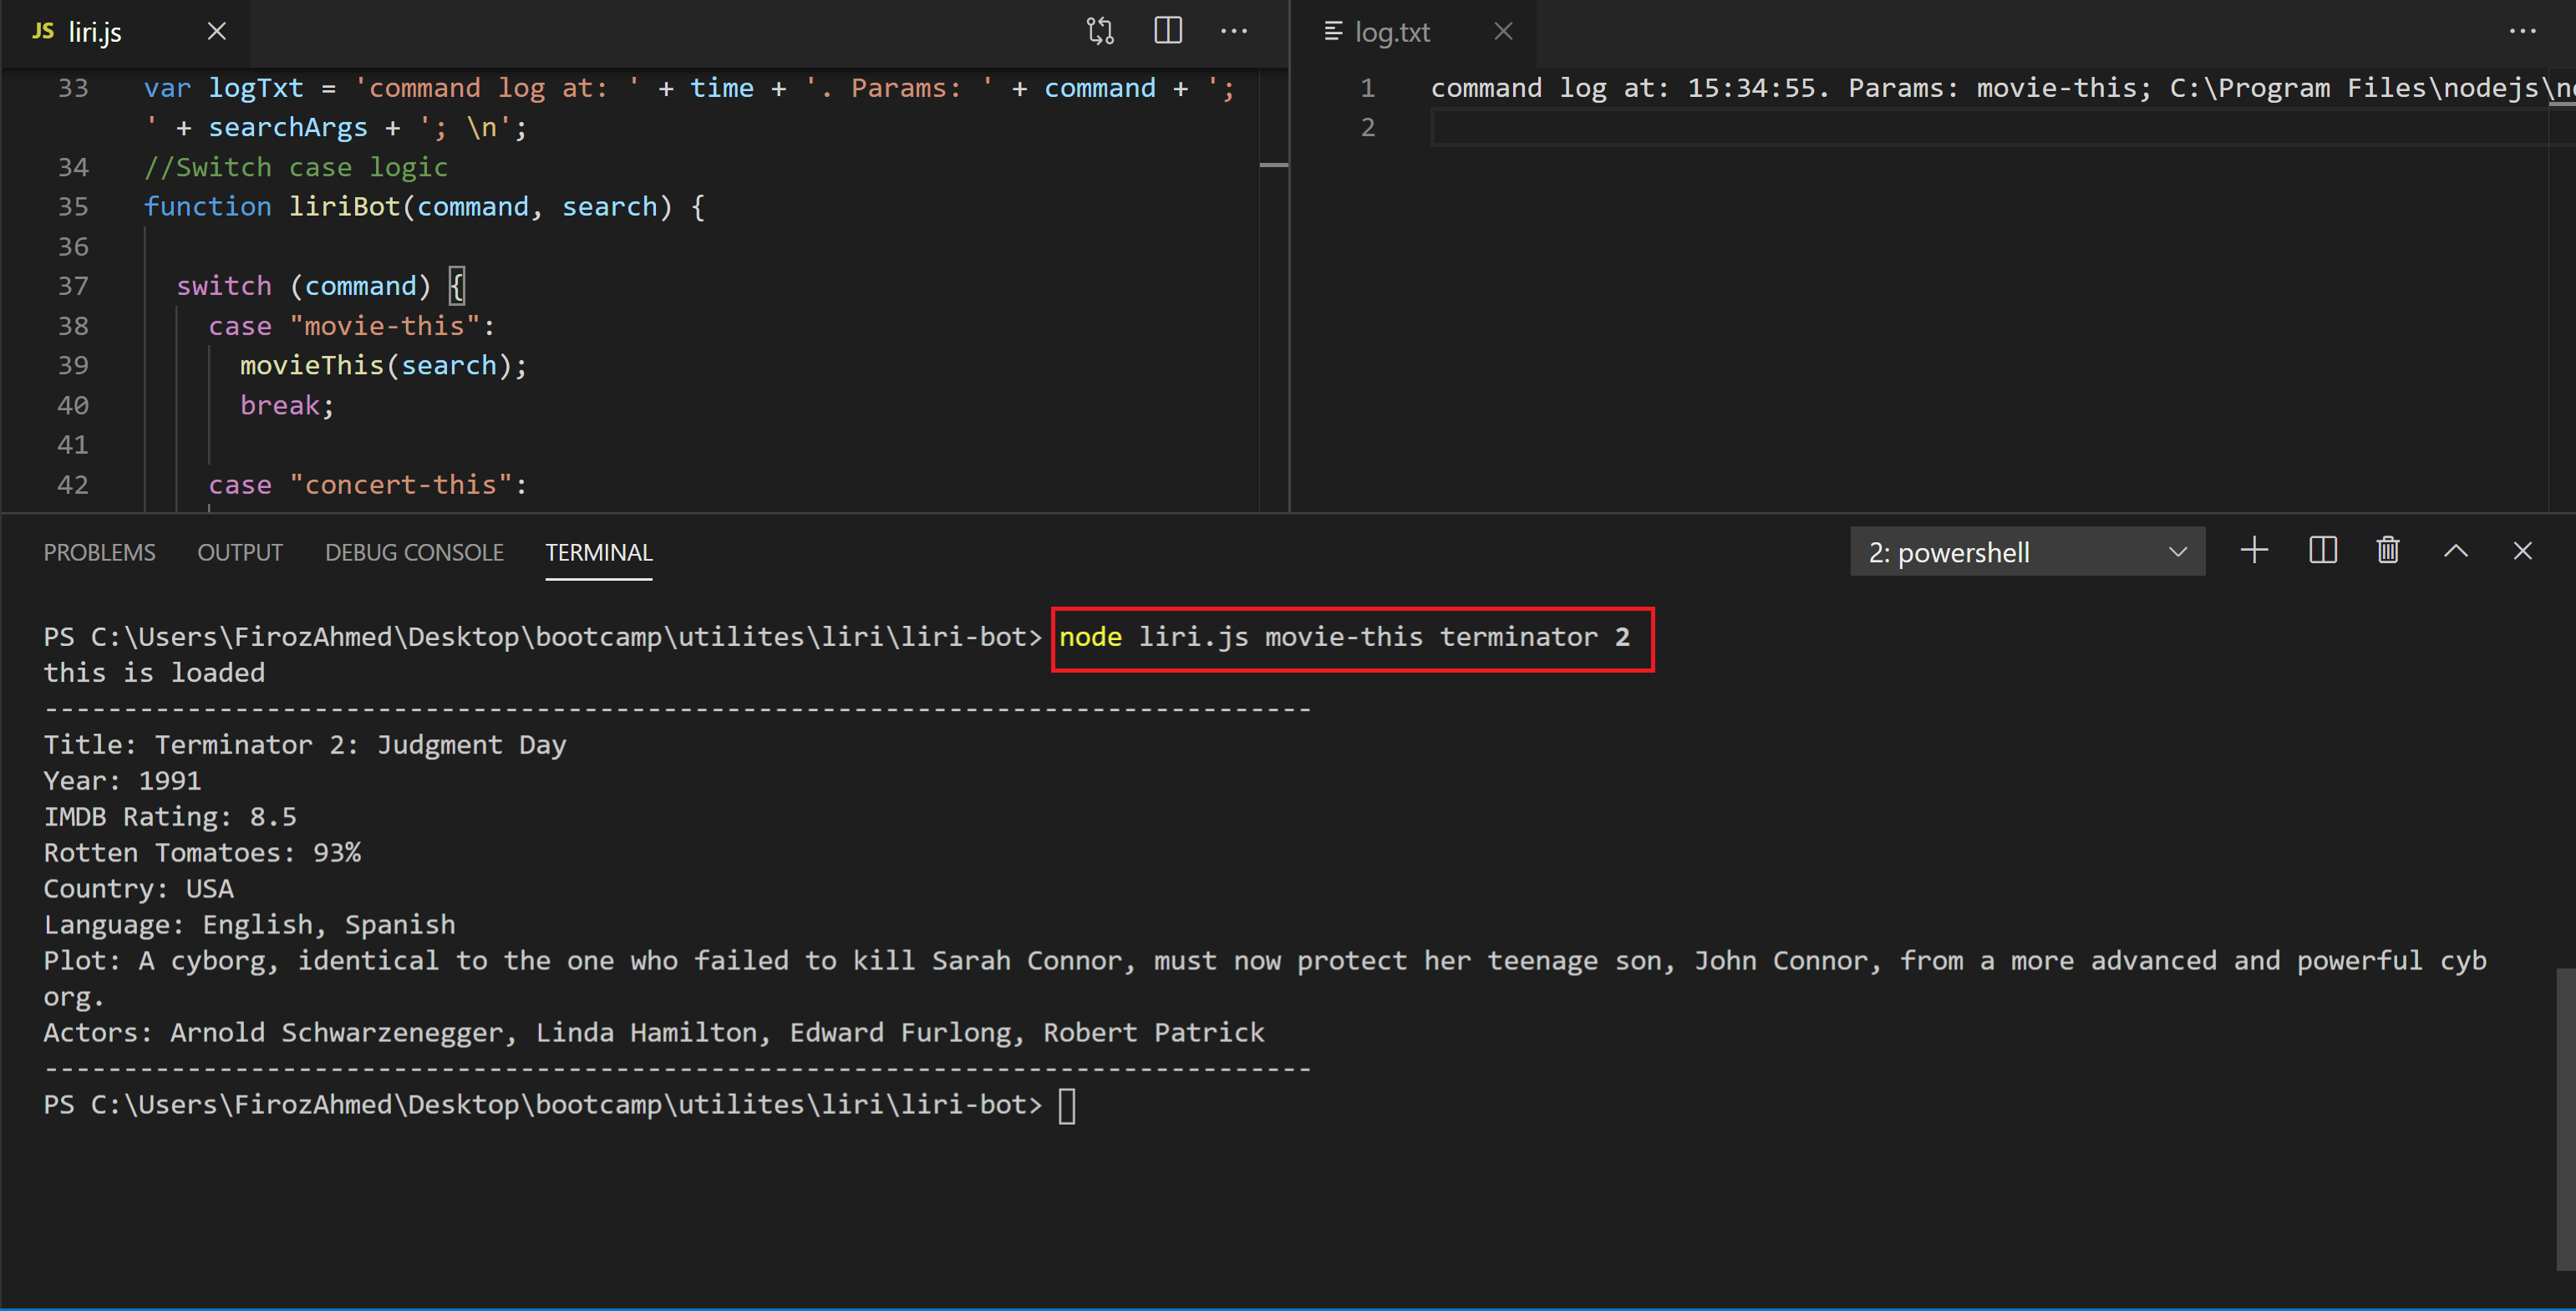 JS liri.js
33 var logTxt = 'command log at: ' + time + '. Params: ' + command + ';
' + searchArgs + '; \n';
34 //Switch case logic
35 function liriBot(command, search) {
36
37 switch (command) {
38 case "movie-this":
39 movieThis(search);
40 break;
41
42 case "concert-this":
log.txt
1 command log at: 15:34:55. Params: movie-this; C:\Program Files\nodejs\
2
PROBLEMS OUTPUT DEBUG CONSOLE TERMINAL 2: powershell
PS C:\Users\FirozAhmed\Desktop\bootcamp\utilites\liri\liri-bot> node liri.js movie-this terminator 2
this is loaded
--------------------------------------------------------------------------------
Title: Terminator 2: Judgment Day
Year: 1991
IMDB Rating: 8.5
Rotten Tomatoes: 93%
Country: USA
Language: English, Spanish
Plot: A cyborg, identical to the one who failed to kill Sarah Connor, must now protect her teenage son, John Connor, from a more advanced and powerful cyb
org.
Actors: Arnold Schwarzenegger, Linda Hamilton, Edward Furlong, Robert Patrick
--------------------------------------------------------------------------------
PS C:\Users\FirozAhmed\Desktop\bootcamp\utilites\liri\liri-bot>